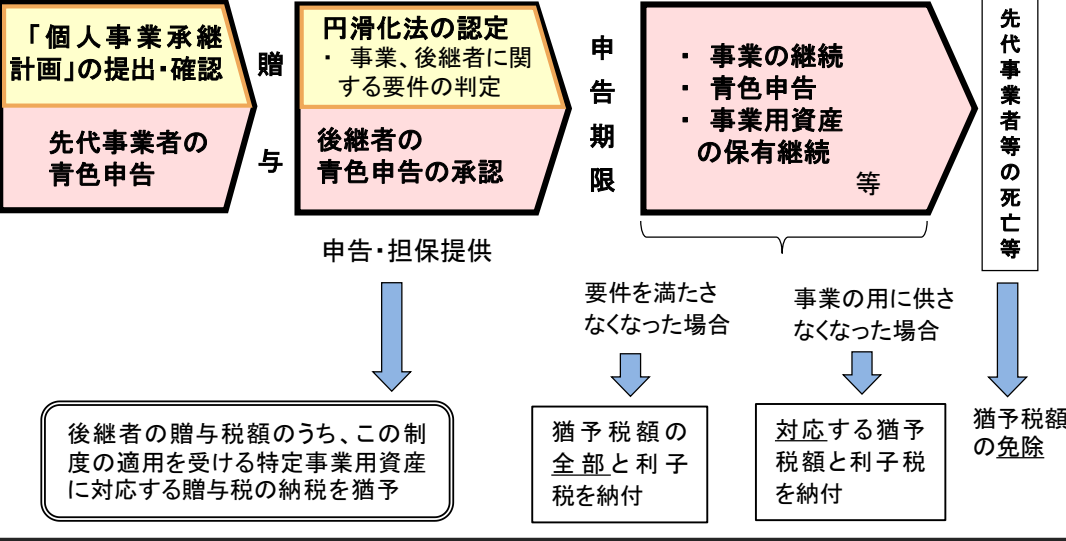 「個人事業承継
計画」の提出・確認
先代事業者の
青色申告
贈与
円滑化法の認定
・ 事業、後継者に関
する要件の判定
後継者の
青色申告の承認
申告期限
・ 事業の継続
・ 青色申告
・ 事業用資産
の保有継続
等
先代事業者等の死亡等
申告・担保提供
要件を満たさ
なくなった場合
事業の用に供さ
なくなった場合
後継者の贈与税額のうち、この制
度の適用を受ける特定事業用資産
に対応する贈与税の納税を猶予
猶予税額の
全部と利子
税を納付
対応する猶予
税額と利子税
を納付
猶予税額
の免除